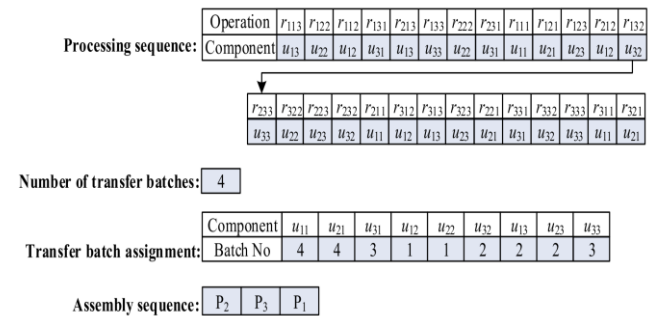 Operation r113 r122 r112 r131 r213 r133 r222 r231 r111 r121 r123 r212 r132
Processing sequence: Component u13 u22 u12 u31 u13 u33 u22 u31 u11 u21 u23 u12 u32
r233 r322 r223 r232 r211 r312 r313 r323 r221 r331 r332 r333 r311 r321
u33 u22 u23 u32 u11 u12 u13 u23 u21 u31 u32 u33 u11 u21
Number of transfer batches: 4
Component u11 u21 u31 u12 u22 u32 u13 u23 u33
Transfer batch assignment: Batch No 4 4 3 1 1 2 2 2 3
Assembly sequence: P2 P3 P1